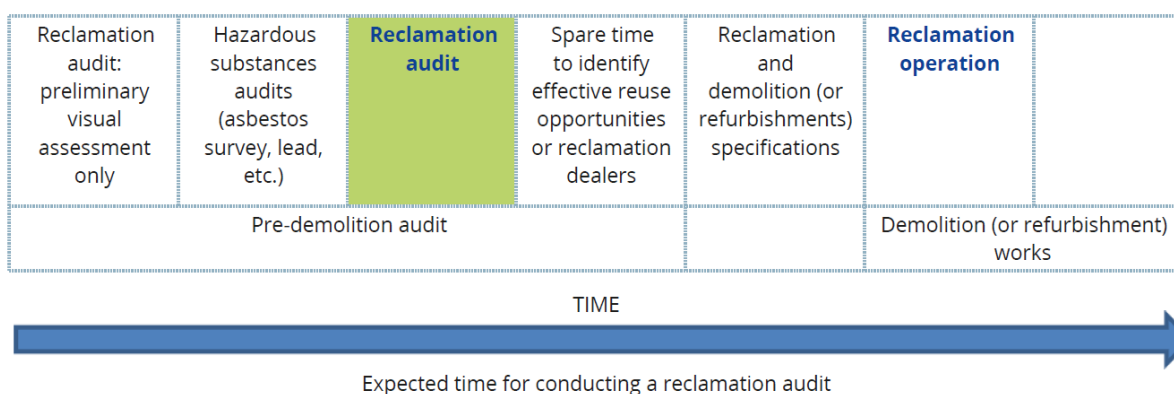 Reclamation
audit:
preliminary
visual
assessment
only
Hazardous
substances
audits
(asbestos
survey, lead,
etc.)
Reclamation
audit
Spare time
to identify
effective reuse
opportunities
or reclamation
dealers
Reclamation
and
demolition (or
refurbishments)
specifications
Reclamation
operation
Pre-demolition audit
Demolition (or refurbishment)
works
TIME
Expected time for conducting a reclamation audit